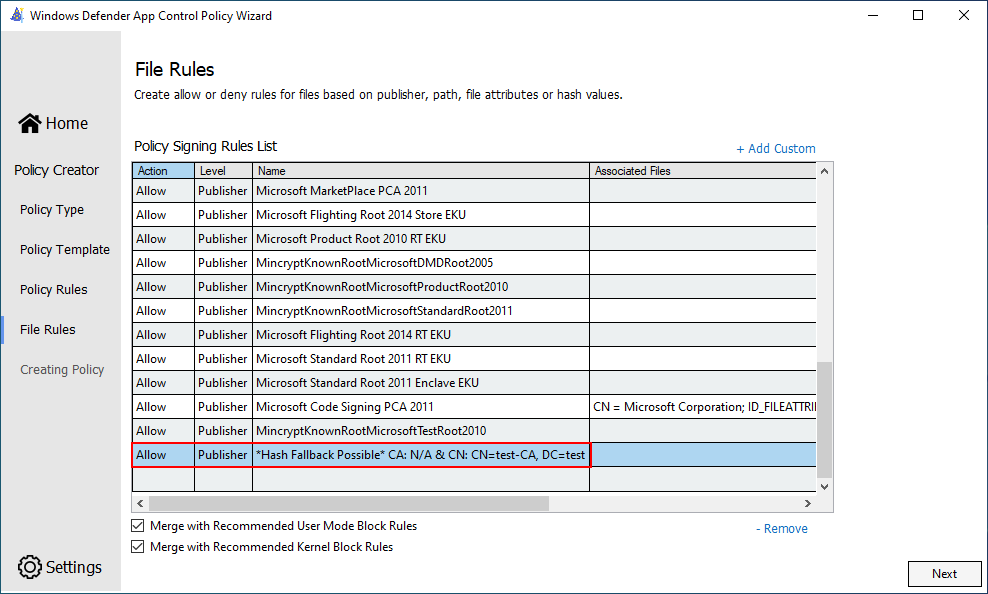 Windows Defender App Control Policy Wizard
File Rules
Create allow or deny rules for files based on publisher, path, file attributes or hash values.
Home
Policy Creator
Policy Type
Policy Template
Policy Rules
File Rules
Creating Policy
Settings
Policy Signing Rules List
+ Add Custom
Action Level Name Associated Files
Allow Publisher Microsoft MarketPlace PCA 2011
Allow Publisher Microsoft Flighting Root 2014 Store EKU
Allow Publisher Microsoft Product Root 2010 RT EKU
Allow Publisher MincryptKnownRootMicrosoftDMDRoot2005
Allow Publisher MincryptKnownRootMicrosoftProductRoot2010
Allow Publisher MincryptKnownRootMicrosoftStandardRoot2011
Allow Publisher Microsoft Flighting Root 2014 RT EKU
Allow Publisher Microsoft Standard Root 2011 RT EKU
Allow Publisher Microsoft Standard Root 2011 Enclave EKU
Allow Publisher Microsoft Code Signing PCA 2011 CN = Microsoft Corporation; ID_FILEATTRI
Allow Publisher MincryptKnownRootMicrosoftTestRoot2010
Allow Publisher *Hash Fallback Possible* CA: N/A & CN: CN=test-CA, DC=test
Merge with Recommended User Mode Block Rules
- Remove
Merge with Recommended Kernel Block Rules
Next